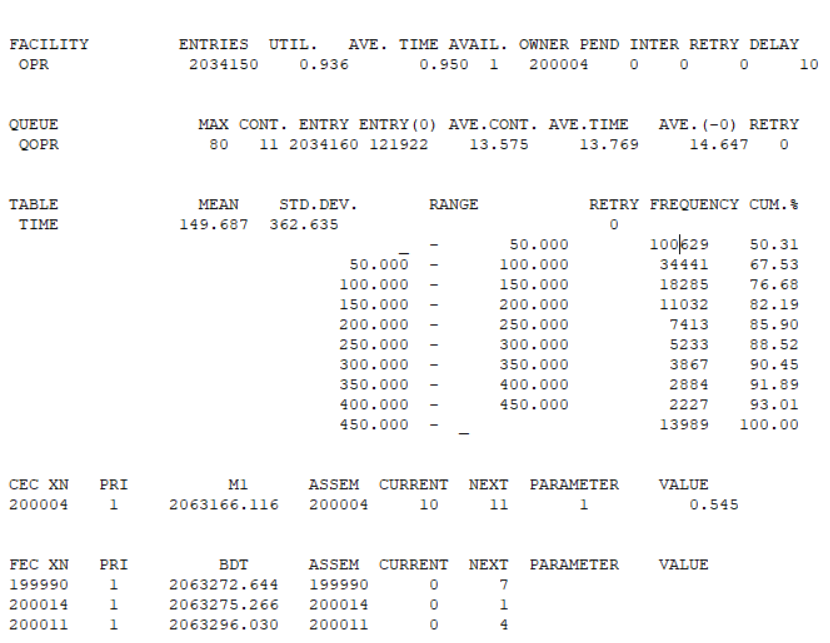 FACILITY ENTRIES UTIL. AVE. TIME AVAIL. OWNER PEND INTER RETRY DELAY
OPR 2034150 0.936 0.950 1 200004 0 0 0 10
QUEUE MAX CONT. ENTRY ENTRY(0) AVE.CONT. AVE.TIME AVE.(-0) RETRY
QOPR 80 11 2034160 121922 13.575 13.769 14.647 0
TABLE MEAN STD.DEV. RANGE RETRY FREQUENCY CUM.%
TIME 149.687 362.635 0
_ - 50.000 100629 50.31
50.000 - 100.000 34441 67.53
100.000 - 150.000 18285 76.68
150.000 - 200.000 11032 82.19
200.000 - 250.000 7413 85.90
250.000 - 300.000 5233 88.52
300.000 - 350.000 3867 90.45
350.000 - 400.000 2884 91.89
400.000 - 450.000 2227 93.01
450.000 - _ 13989 100.00
CEC XN PRI M1 ASSEM CURRENT NEXT PARAMETER VALUE
200004 1 2063166.116 200004 10 11 1 0.545
FEC XN PRI BDT ASSEM CURRENT NEXT PARAMETER VALUE
199990 1 2063272.644 199990 0 7
200014 1 2063275.266 200014 0 1
200011 1 2063296.030 200011 0 4